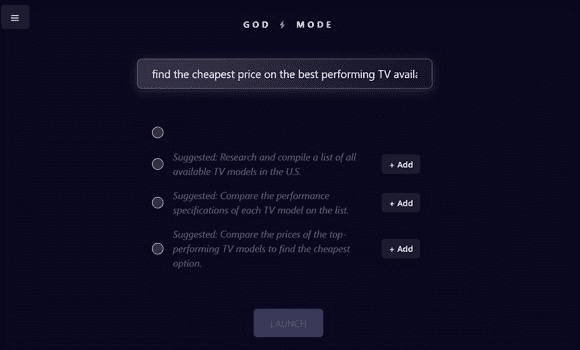 GOD MODE
find the cheapest price on the best performing TV
Suggested: Research and compile a list of all
available TV models in the U.S.
+ Add
Suggested: Compare the performance
specifications of each TV model on the list.
+ Add
Suggested: Compare the prices of the top-
performing TV models to find the cheapest
option.
+ Add
LAUNCH